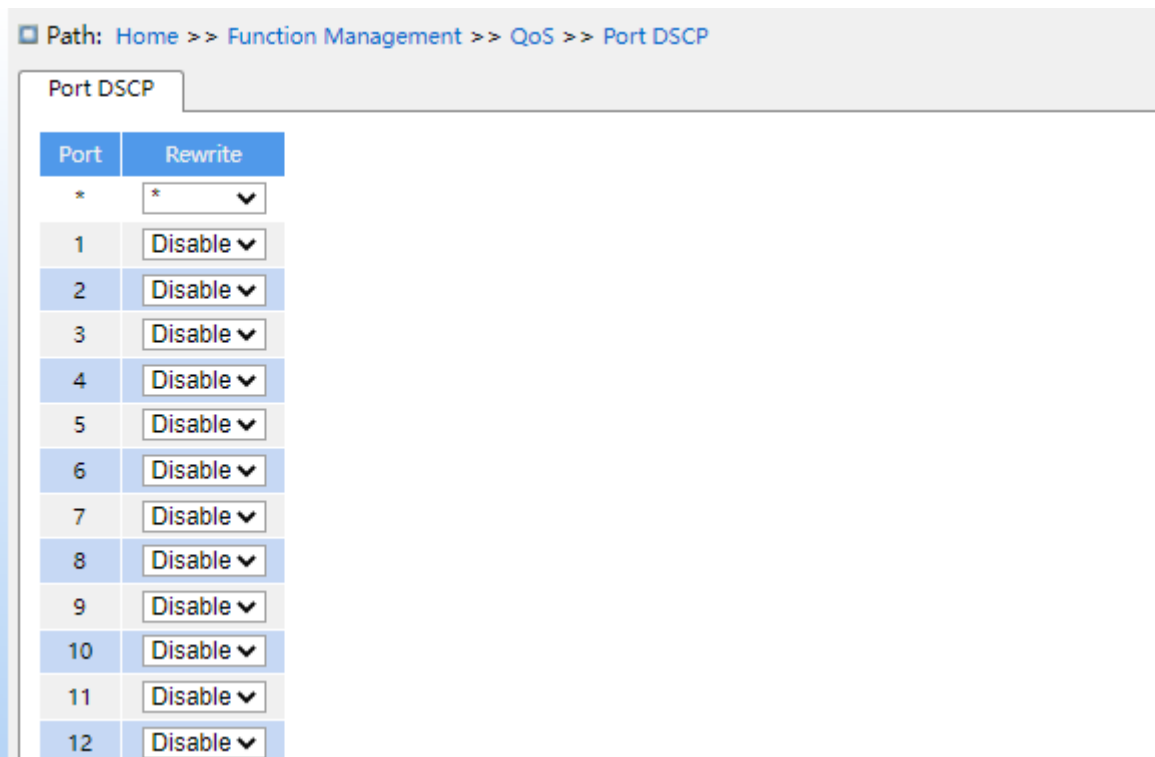 Path: Home >> Function Management >> QoS >> Port DSCP
Port DSCP
Port Rewrite
* *
1 Disable
2 Disable
3 Disable
4 Disable
5 Disable
6 Disable
7 Disable
8 Disable
9 Disable
10 Disable
11 Disable
12 Disable